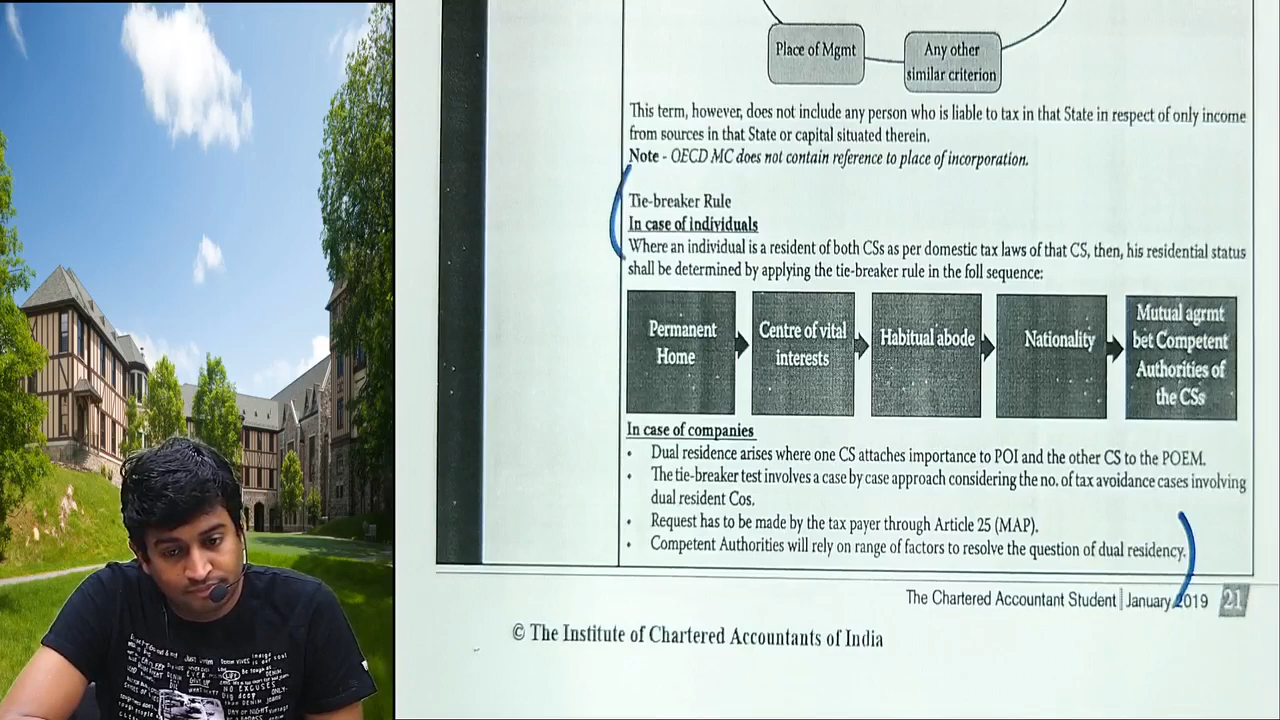 Place of Mgmt
Any other
similar criterion
This term, however, does not include any person who is liable to tax in that State in respect of only income
from sources in that State or capital situated therein.
Note - OECD MC does not contain reference to place of incorporation.
Tie-breaker Rule
In case of individuals
Where an individual is a resident of both CSs as per domestic tax laws of that CS, then, his residential status
shall be determined by applying the tie-breaker rule in the foll sequence:
Permanent
Home
Centre of vital
interests
Habitual abode
Nationality
Mutual agrmt
bet Competent
Authorities of
the CSs
In case of companies
• Dual residence arises where one CS attaches importance to POI and the other CS to the POEM.
• The tie-breaker test involves a case by case approach considering the no. of tax avoidance cases involving
dual resident Cos.
• Request has to be made by the tax payer through Article 25 (MAP).
• Competent Authorities will rely on range of factors to resolve the question of dual residency.
The Chartered Accountant Student | January 2019 21
© The Institute of Chartered Accountants of India
NO EXCUSES